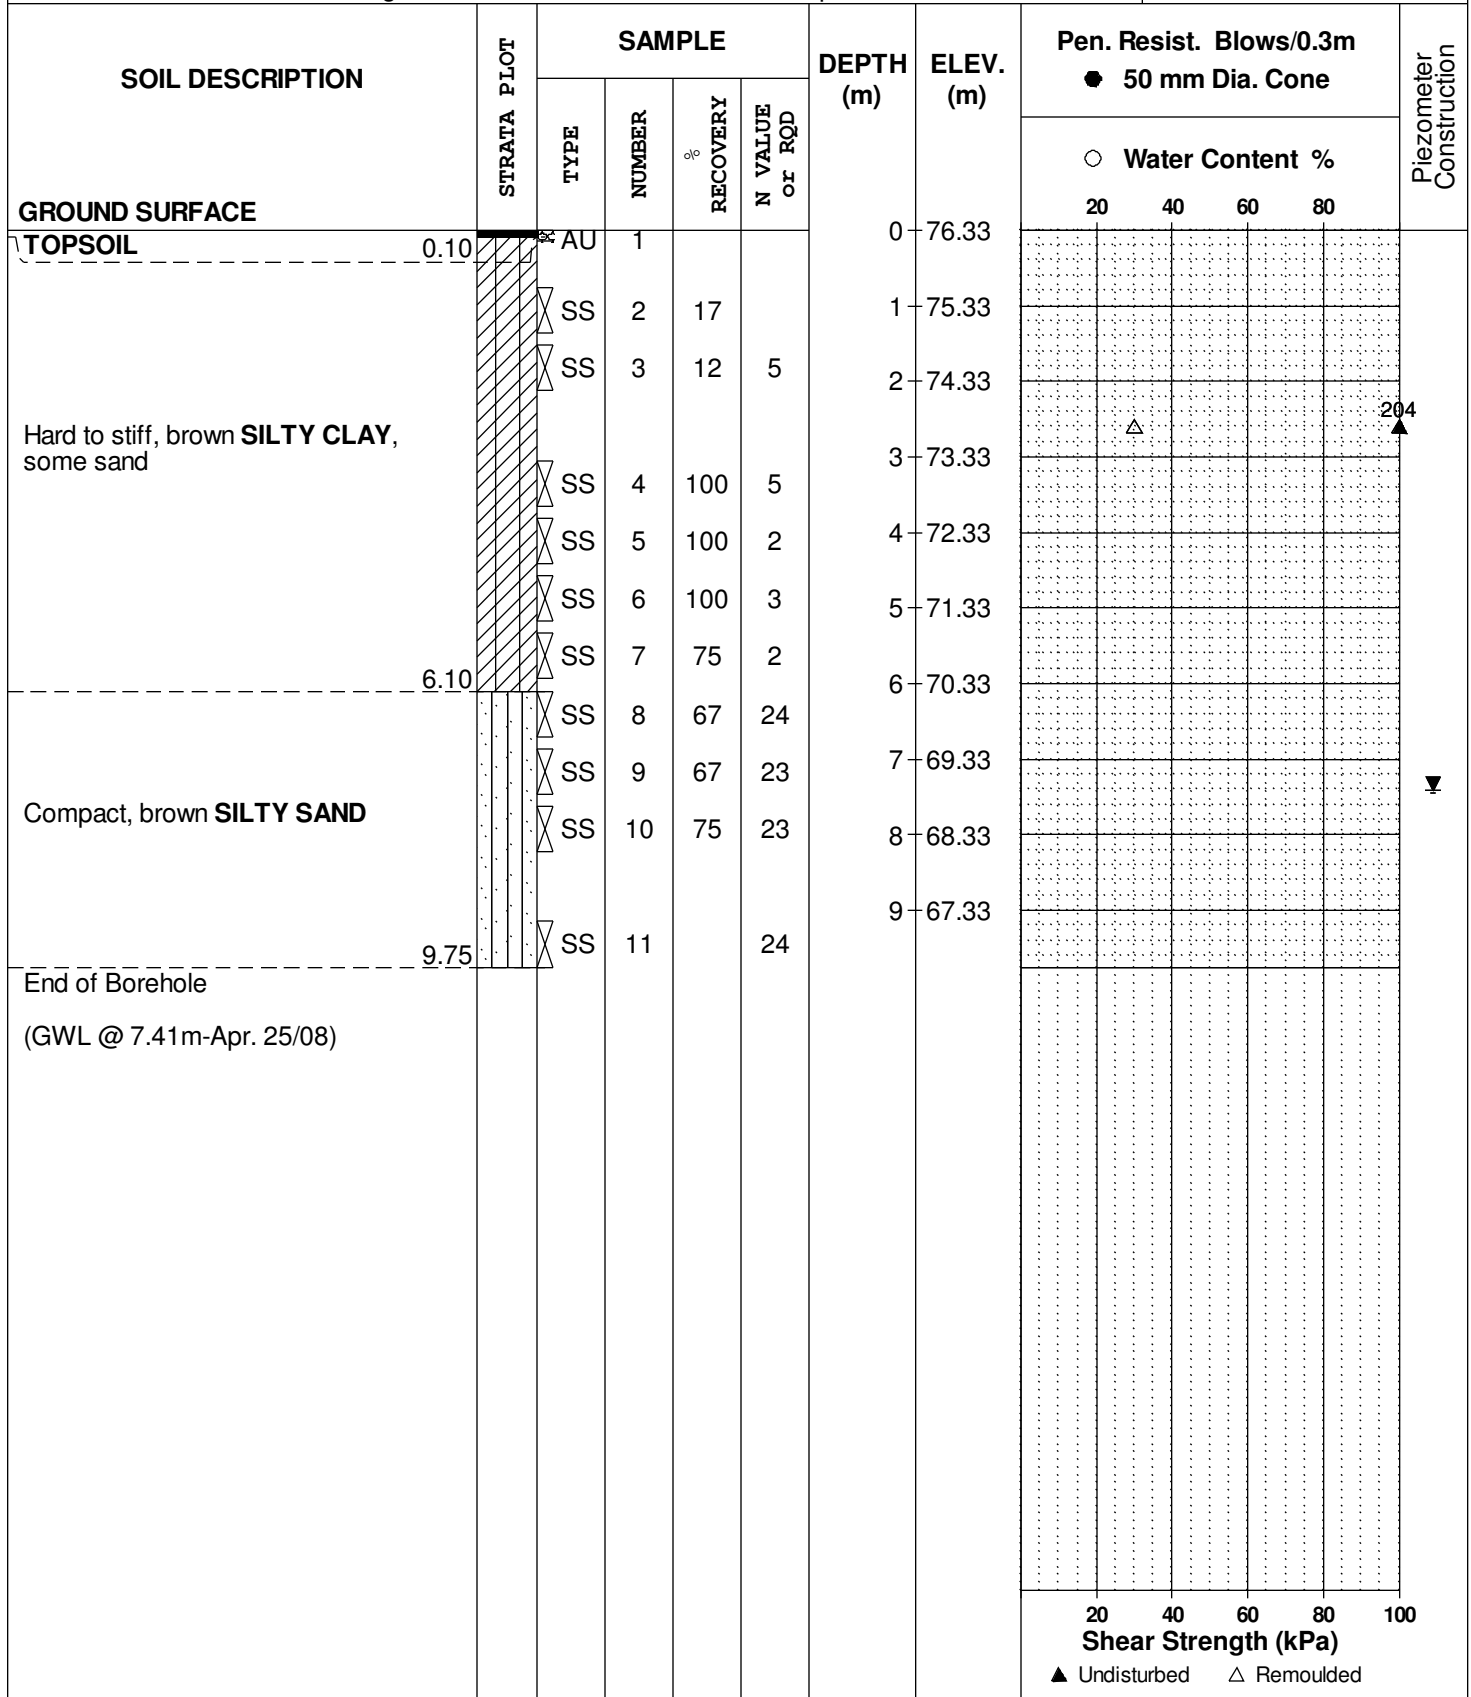 SOIL DESCRIPTION
GROUND SURFACE
STRATA PLOT
SAMPLE
TYPE
NUMBER
% RECOVERY
N VALUE or RQD
DEPTH (m)
ELEV. (m)
Pen. Resist. Blows/0.3m
● 50 mm Dia. Cone
○ Water Content %
20 40 60 80
Piezometer Construction
TOPSOIL 0.10
AU 1
0 76.33
SS 2 17
1 75.33
SS 3 12 5
2 74.33
204
Hard to stiff, brown SILTY CLAY,
some sand
3 73.33
SS 4 100 5
4 72.33
SS 5 100 2
SS 6 100 3
5 71.33
SS 7 75 2
6.10
6 70.33
SS 8 67 24
7 69.33
SS 9 67 23
Compact, brown SILTY SAND
SS 10 75 23
8 68.33
9 67.33
SS 11 24
9.75
End of Borehole
(GWL @ 7.41m-Apr. 25/08)
20 40 60 80 100
Shear Strength (kPa)
▲ Undisturbed △ Remoulded